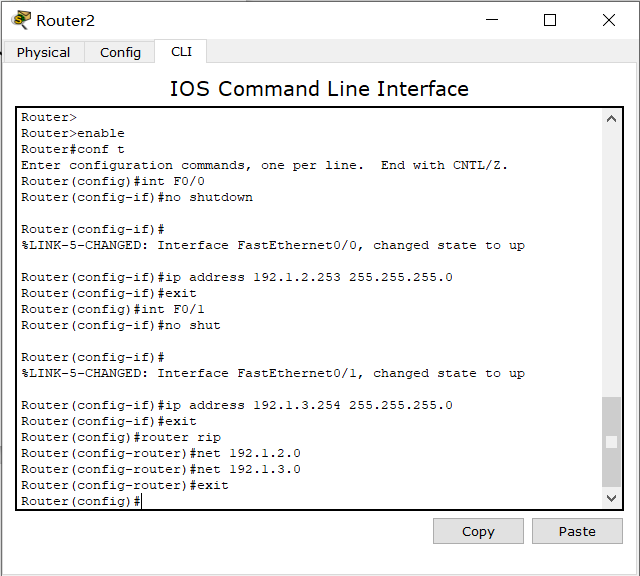 Router2
Physical Config CLI
IOS Command Line Interface
Router>
Router>enable
Router#conf t
Enter configuration commands, one per line.  End with CNTL/Z.
Router(config)#int F0/0
Router(config-if)#no shutdown
Router(config-if)#
%LINK-5-CHANGED: Interface FastEthernet0/0, changed state to up
Router(config-if)#ip address 192.1.2.253 255.255.255.0
Router(config-if)#exit
Router(config)#int F0/1
Router(config-if)#no shut
Router(config-if)#
%LINK-5-CHANGED: Interface FastEthernet0/1, changed state to up
Router(config-if)#ip address 192.1.3.254 255.255.255.0
Router(config-if)#exit
Router(config)#router rip
Router(config-router)#net 192.1.2.0
Router(config-router)#net 192.1.3.0
Router(config-router)#exit
Router(config)#
Copy Paste